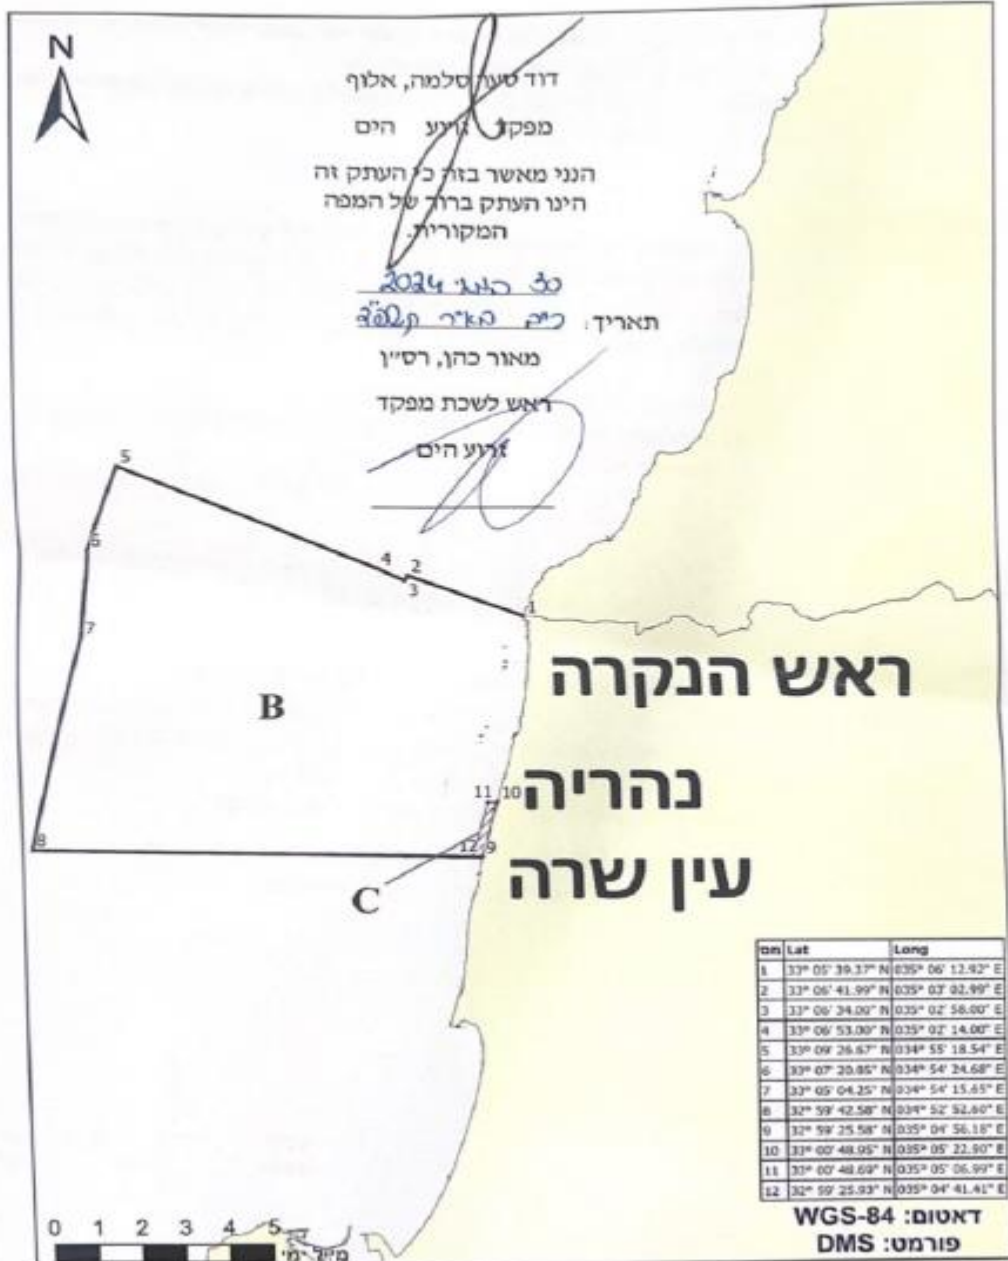 N
דוד סער סלמה, אלוף
מפקד זרוע הים
הנני מאשר בזה כי העתק זה
הינו העתק ברור של המפה
המקורית.
30 במאי 2024
תאריך: כ״ב באייר תשפ״ד
מאור כהן, רס״ן
ראש לשכת מפקד
זרוע הים
5
6
4 2
3
1
7
ראש הנקרה
B
נהריה
11 10
8
12 9
עין שרה
C
מס Lat Long
1 33° 05' 39.37" N 035° 06' 12.92" E
2 33° 06' 41.99" N 035° 03' 02.99" E
3 33° 06' 34.00" N 035° 02' 58.00" E
4 33° 06' 53.00" N 035° 02' 14.00" E
5 33° 09' 26.67" N 034° 55' 18.54" E
6 33° 07' 20.85" N 034° 54' 24.68" E
7 33° 05' 04.25" N 034° 54' 15.65" E
8 32° 59' 42.58" N 034° 52' 52.60" E
9 32° 59' 25.58" N 035° 04' 56.18" E
10 33° 00' 48.95" N 035° 05' 22.90" E
11 33° 00' 48.69" N 035° 05' 06.99" E
12 32° 59' 25.93" N 035° 04' 41.41" E
דאטום: WGS-84
פורמט: DMS
0 1 2 3 4 5
מייל ימי